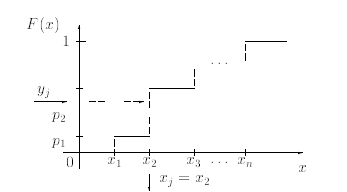 F(x)
1
...
y_j
p_2
p_1
0
x_1 x_2 x_3 ... x_n
x
x_j = x_2